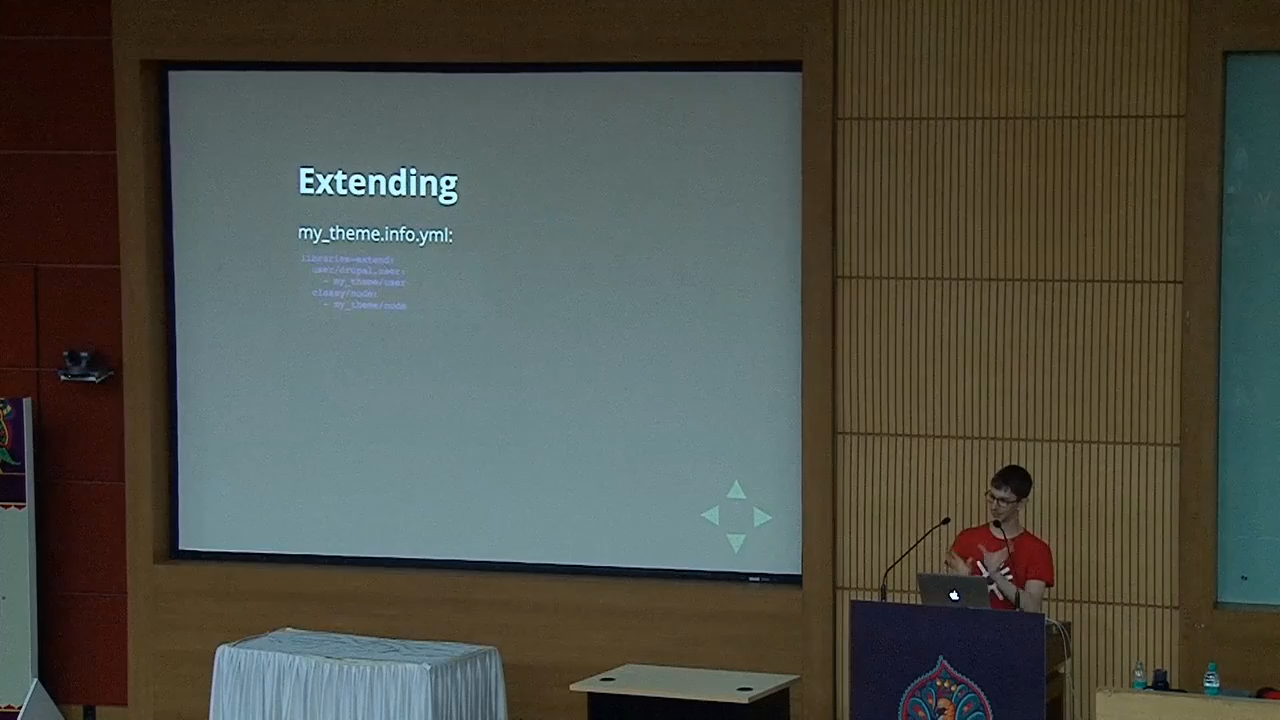 Extending
my_theme.info.yml:
libraries-extend:
user/drupal.user:
- my_theme/user
classy/node:
- my_theme/node